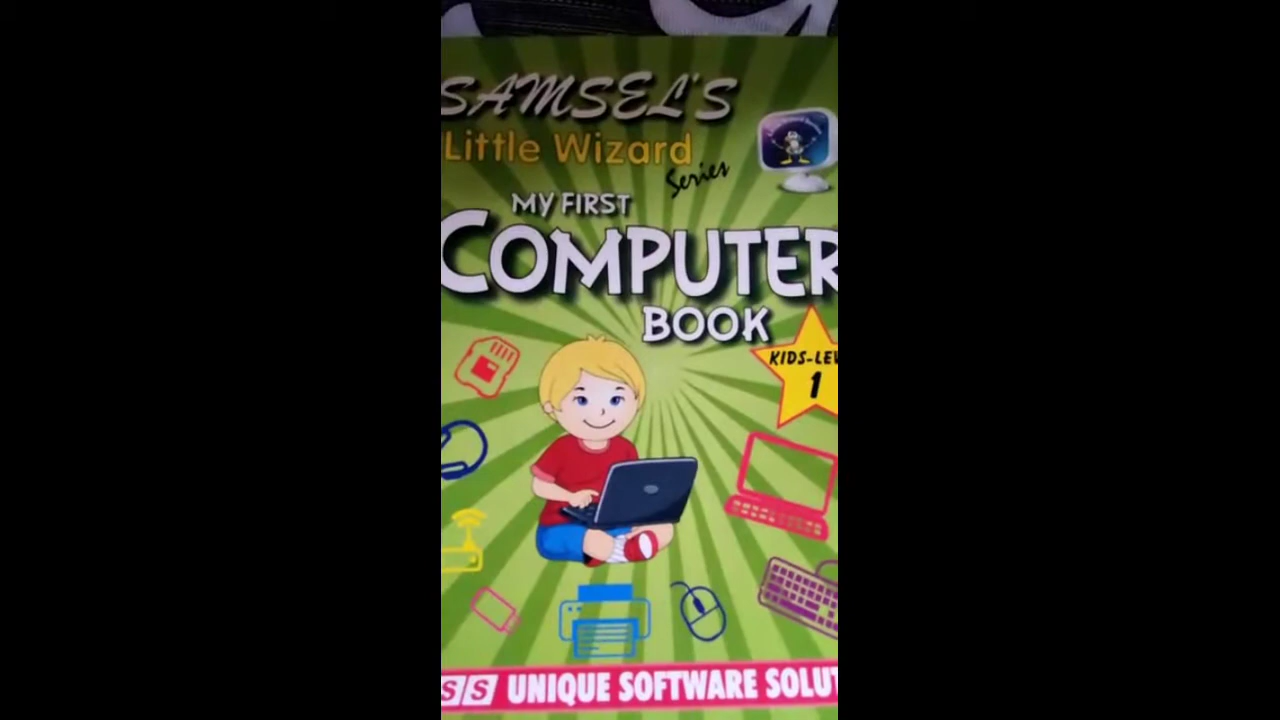 SAMSEL'S
Little Wizard
Series
MY FIRST
COMPUTER
BOOK
KIDS-LEV
1
SS UNIQUE SOFTWARE SOLUT